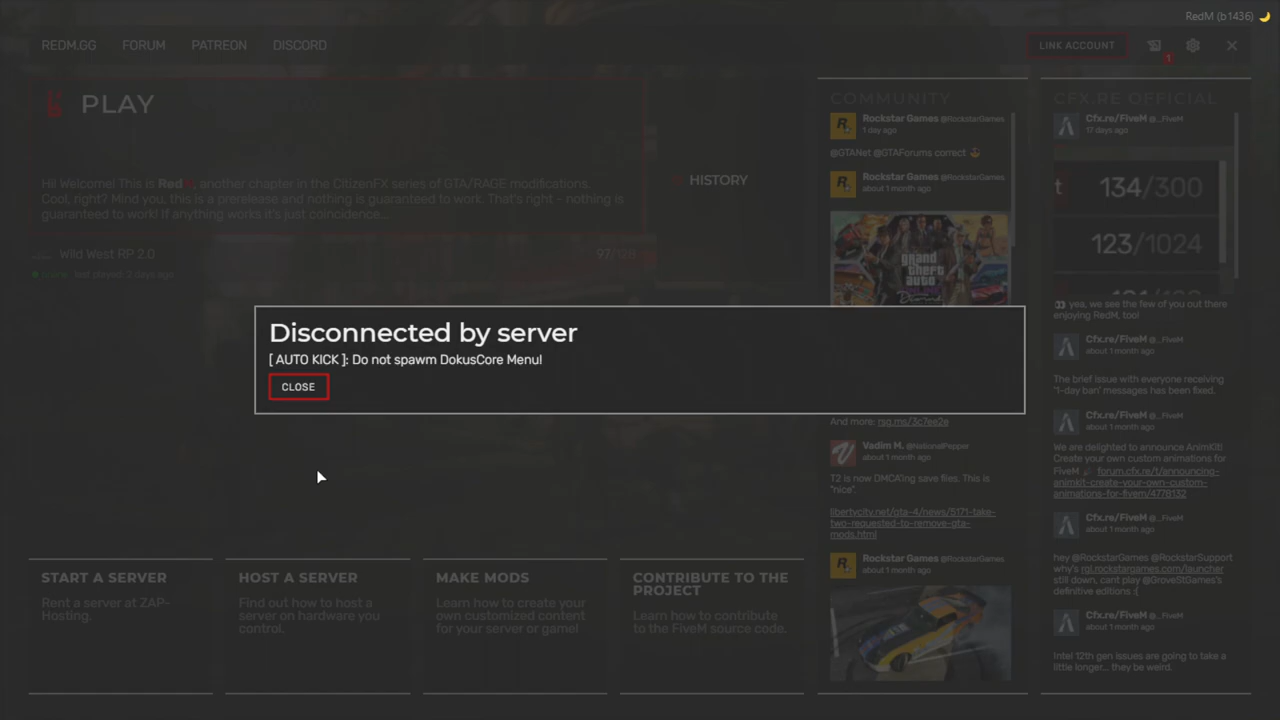 RedM (b1436)
REDM.GG FORUM PATREON DISCORD
LINK ACCOUNT
1
PLAY
Hi! Welcome! This is Red, another chapter in the CitizenFX series of GTA/RAGE modifications.
Cool, right? Mind you, this is a preralease and nothing is guaranteed to work. That's right - nothing is
guaranteed to work! If anything works it's just coincidence...
HISTORY
Wild West RP 2.0
97/128
last played: 2 days ago
Disconnected by server
[ AUTO KICK ]: Do not spawm DokusCore Menu!
CLOSE
START A SERVER
Rent a server at ZAP-
Hosting.
HOST A SERVER
Find out how to host a
server on hardware you
control.
MAKE MODS
Learn how to create your
own customized content
for your server or game!
CONTRIBUTE TO THE
PROJECT
Learn how to contribute
to the FiveM source code.
COMMUNITY
Rockstar Games @RockstarGames
1 day ago
@GTANet @GTAForums correct
Rockstar Games @RockstarGames
about 1 month ago
grand
theft
auto
And more: rsg.ms/3c7ee2e
Vadim M. @NationalPepper
about 1 month ago
T2 is now DMCA'ing save files. This is
"nice".
libertycity.net/gta-4/news/5171-take-
two-requested-to-remove-gta-
mods.html
Rockstar Games @RockstarGames
about 1 month ago
CFX.RE OFFICIAL
Cfx.re/FiveM @_FiveM
17 days ago
t 134/300
123/1024
yea, we see the few of you out there
enjoying RedM, too!
Cfx.re/FiveM @_FiveM
about 1 month ago
The brief issue with everyone receiving
'1-day ban' messages has been fixed.
Cfx.re/FiveM @_FiveM
about 1 month ago
We are delighted to announce AnimKit!
Create your own custom animations for
FiveM forum.cfx.re/t/announcing-
animkit-create-your-own-custom-
animations-for-fivem/4778132
Cfx.re/FiveM @_FiveM
about 1 month ago
hey @RockstarGames @RockstarSupport
why's rgl.rockstargames.com/launcher
still down, cant play @GroveStGames's
definitive editions :(
Cfx.re/FiveM @_FiveM
about 1 month ago
Intel 12th gen issues are going to take a
little longer... they be weird.